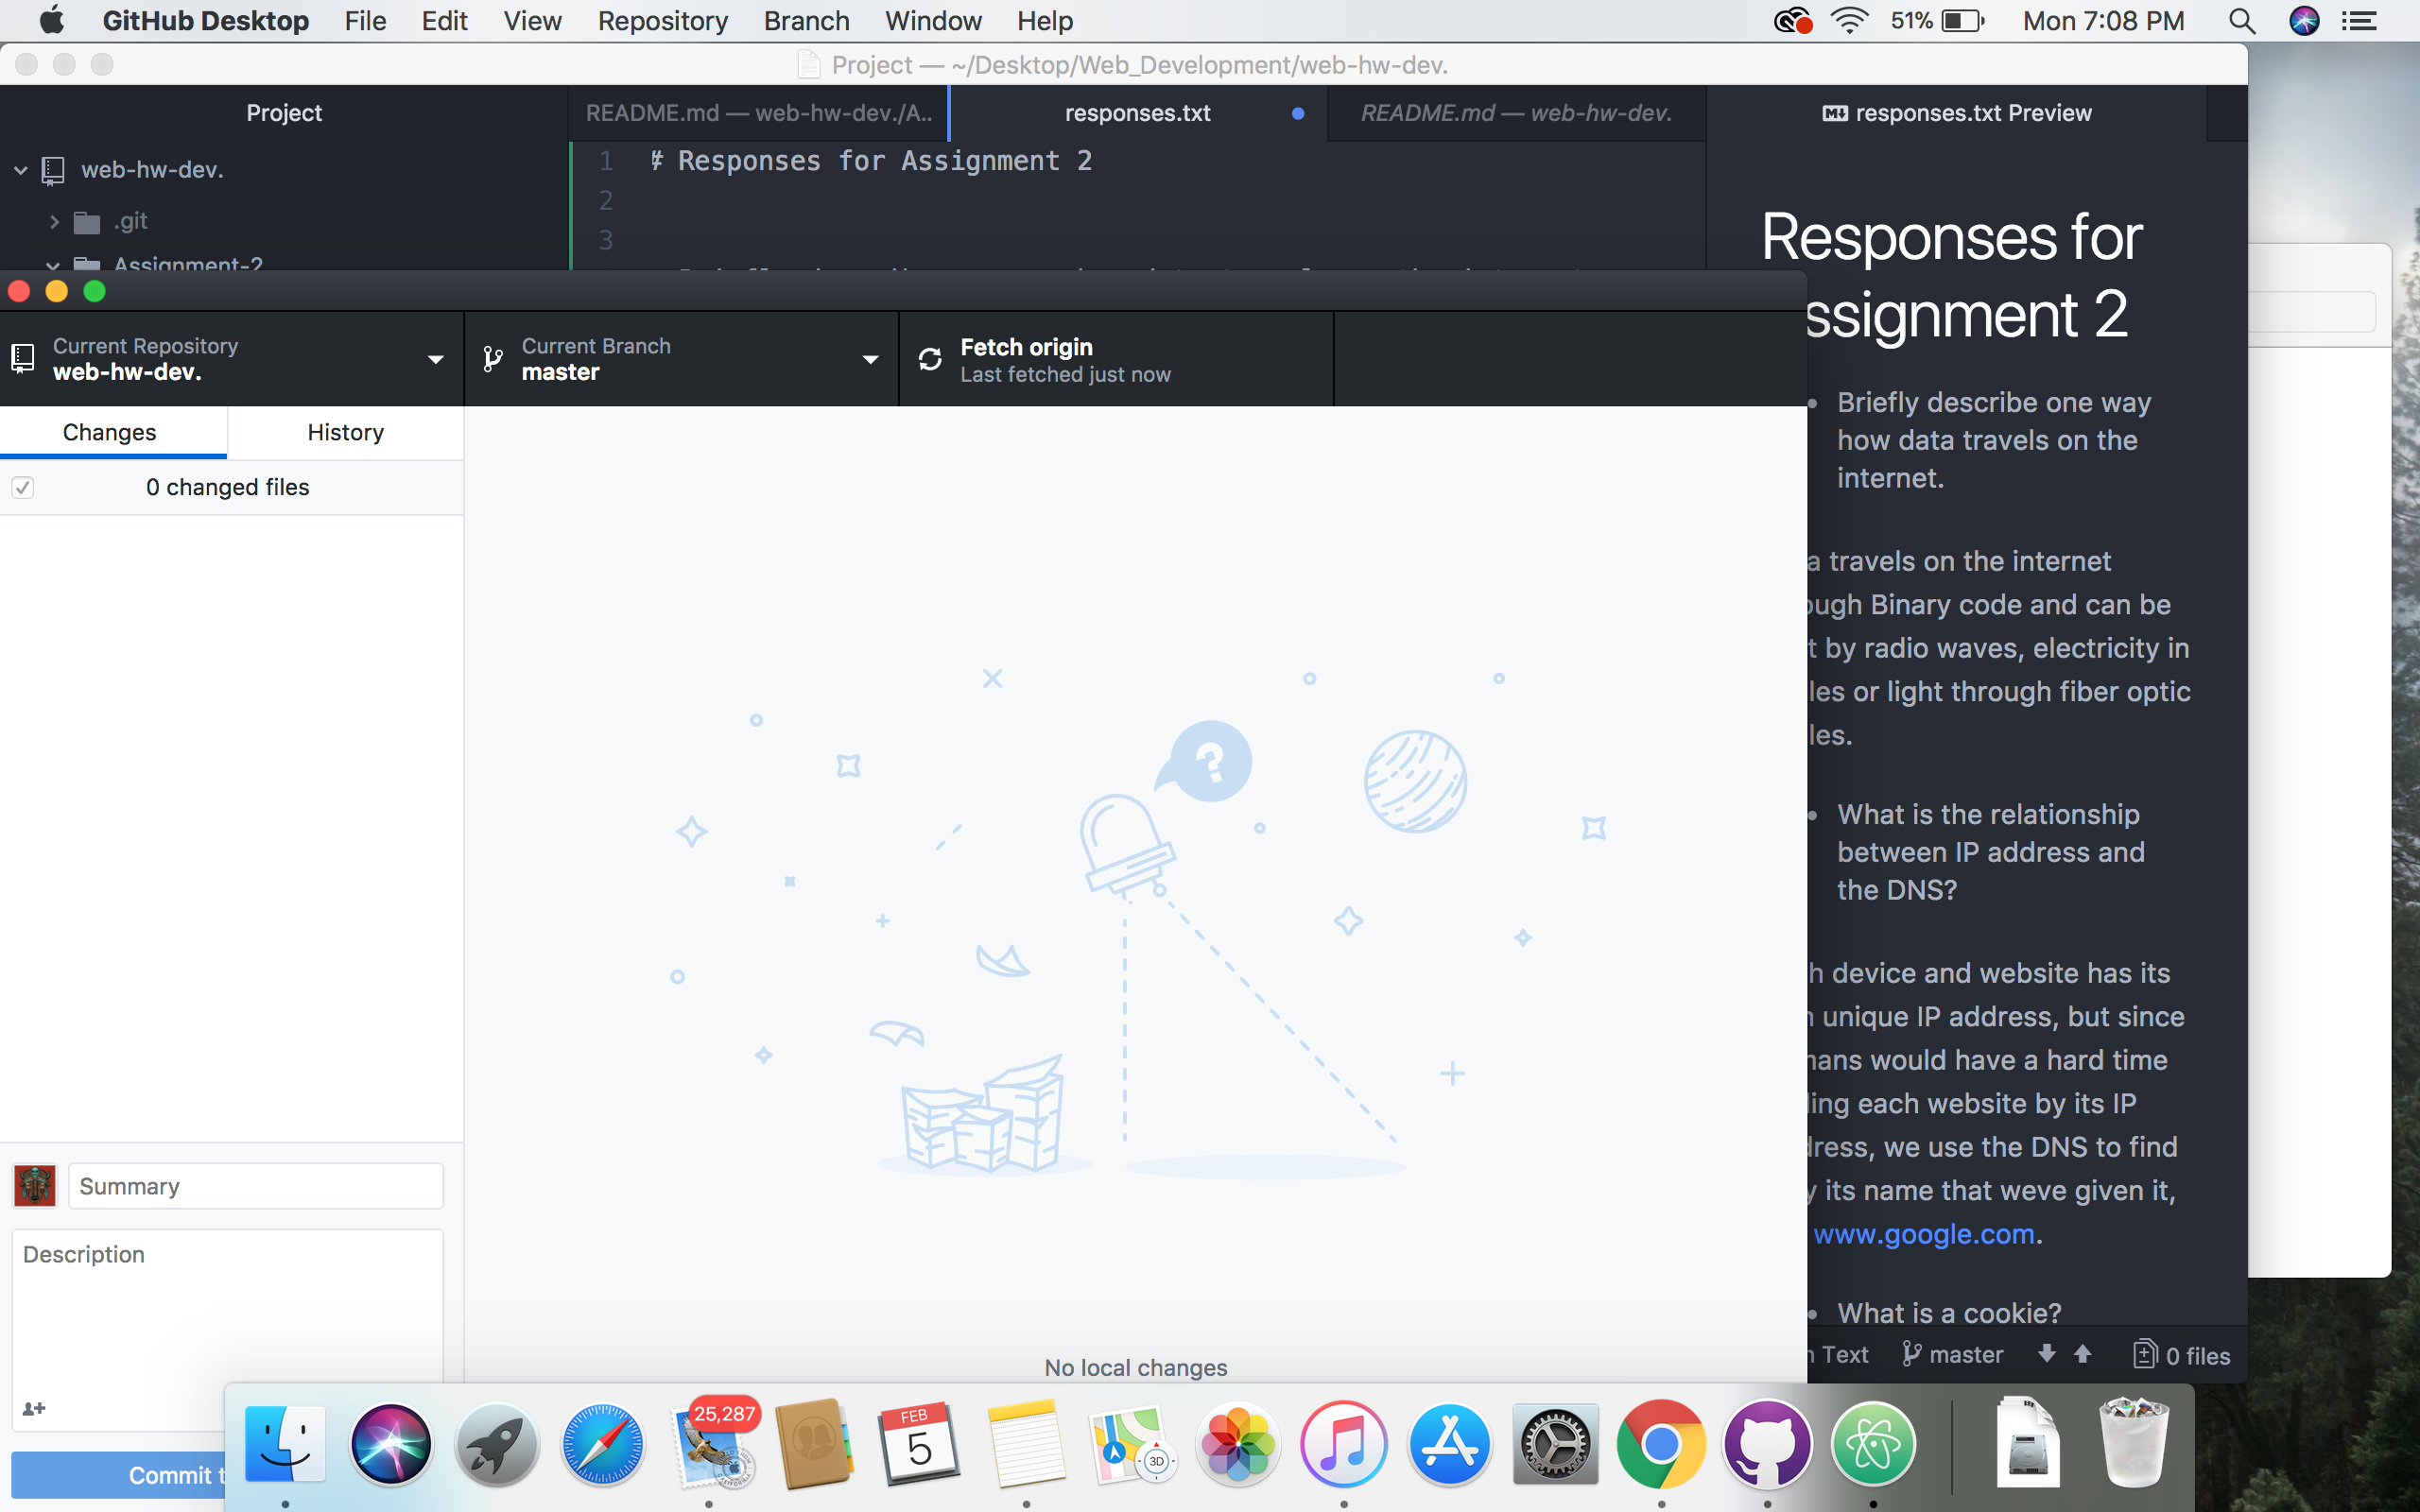 GitHub Desktop File Edit View Repository Branch Window Help 51% Mon 7:08 PM
Project — ~/Desktop/Web_Development/web-hw-dev.
Project
README.md — web-hw-dev./A..
responses.txt
README.md — web-hw-dev.
responses.txt Preview
web-hw-dev.
.git
Assignment-2
1 # Responses for Assignment 2
2
3
Responses for
ssignment 2
Briefly describe one way
how data travels on the
internet.
a travels on the internet
ough Binary code and can be
t by radio waves, electricity in
les or light through fiber optic
les.
What is the relationship
between IP address and
the DNS?
h device and website has its
n unique IP address, but since
mans would have a hard time
ling each website by its IP
dress, we use the DNS to find
y its name that weve given it,
www.google.com.
What is a cookie?
Text master 0 files
Current Repository
web-hw-dev.
Current Branch
master
Fetch origin
Last fetched just now
Changes
History
0 changed files
?
No local changes
Summary
Description
Commit t
25,287
FEB
5
3D